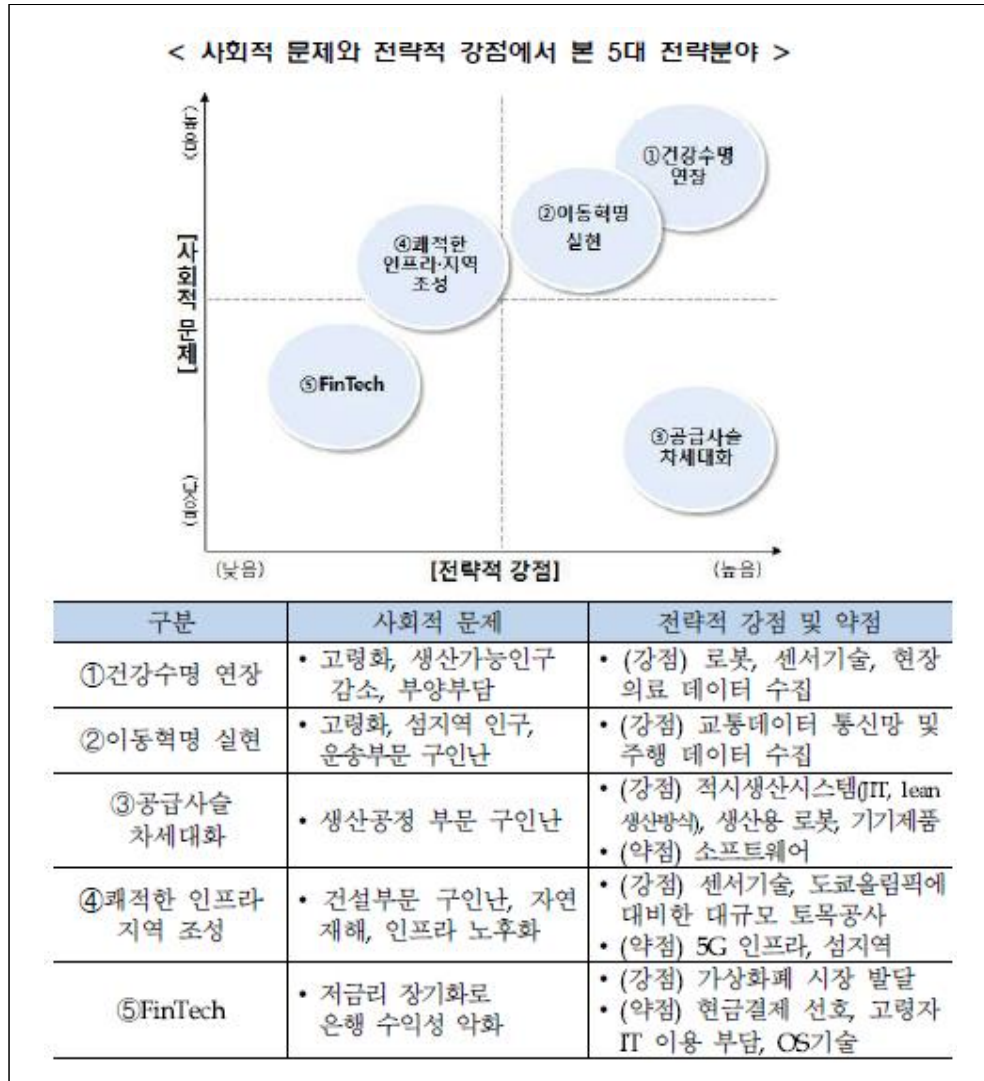 < 사회적 문제와 전략적 강점에서 본 5대 전략분야 >
(높음)
[사회적 문제]
(낮음)
①건강수명
연장
②이동혁명
실현
④쾌적한
인프라·지역
조성
⑤FinTech
③공급사슬
차세대화
(낮음)
[전략적 강점]
(높음)
구분
사회적 문제
전략적 강점 및 약점
①건강수명 연장
• 고령화, 생산가능인구
감소, 부양부담
• (강점) 로봇, 센서기술, 현장
의료 데이터 수집
②이동혁명 실현
• 고령화, 섬지역 인구,
운송부문 구인난
• (강점) 교통데이터 통신망 및
주행 데이터 수집
③공급사슬
차세대화
• 생산공정 부문 구인난
• (강점) 적시생산시스템(JIT, lean
생산방식), 생산용 로봇, 기기제품
• (약점) 소프트웨어
④쾌적한 인프라·
지역 조성
• 건설부문 구인난, 자연
재해, 인프라 노후화
• (강점) 센서기술, 도쿄올림픽에
대비한 대규모 토목공사
• (약점) 5G 인프라, 섬지역
⑤FinTech
• 저금리 장기화로
은행 수익성 악화
• (강점) 가상화폐 시장 발달
• (약점) 현금결제 선호, 고령자
IT 이용 부담, OS기술